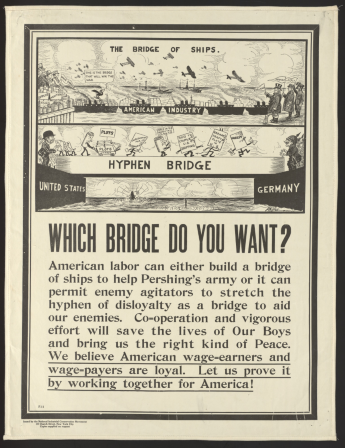 THE BRIDGE OF SHIPS.
AMERICAN INDUSTRY
PLOTS
HYPHEN BRIDGE
UNITED STATES
GERMANY
WHICH BRIDGE DO YOU WANT?
American labor can either build a bridge
of ships to help Pershing's army or it can
permit enemy agitators to stretch the
hyphen of disloyalty as a bridge to aid
our enemies. Co-operation and vigorous
effort will save the lives of Our Boys
and bring us the right kind of Peace.
We believe American wage-earners and
wage-payers are loyal. Let us prove it
by working together for America!